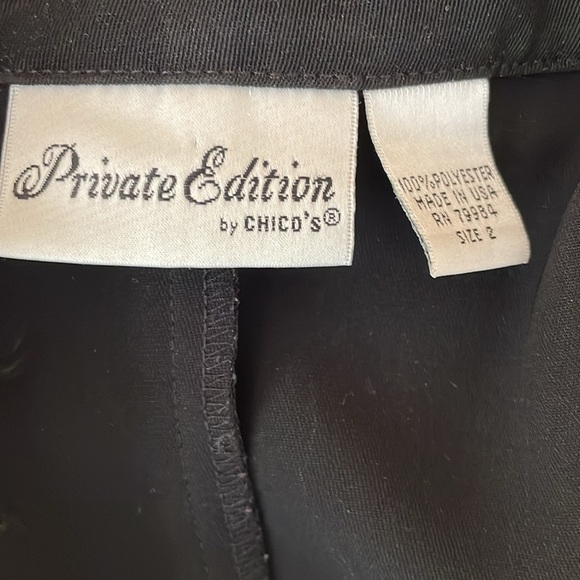 Private Edition
by CHICO'S®
100% POLYESTER
MADE IN USA
RN 79984
SIZE 2